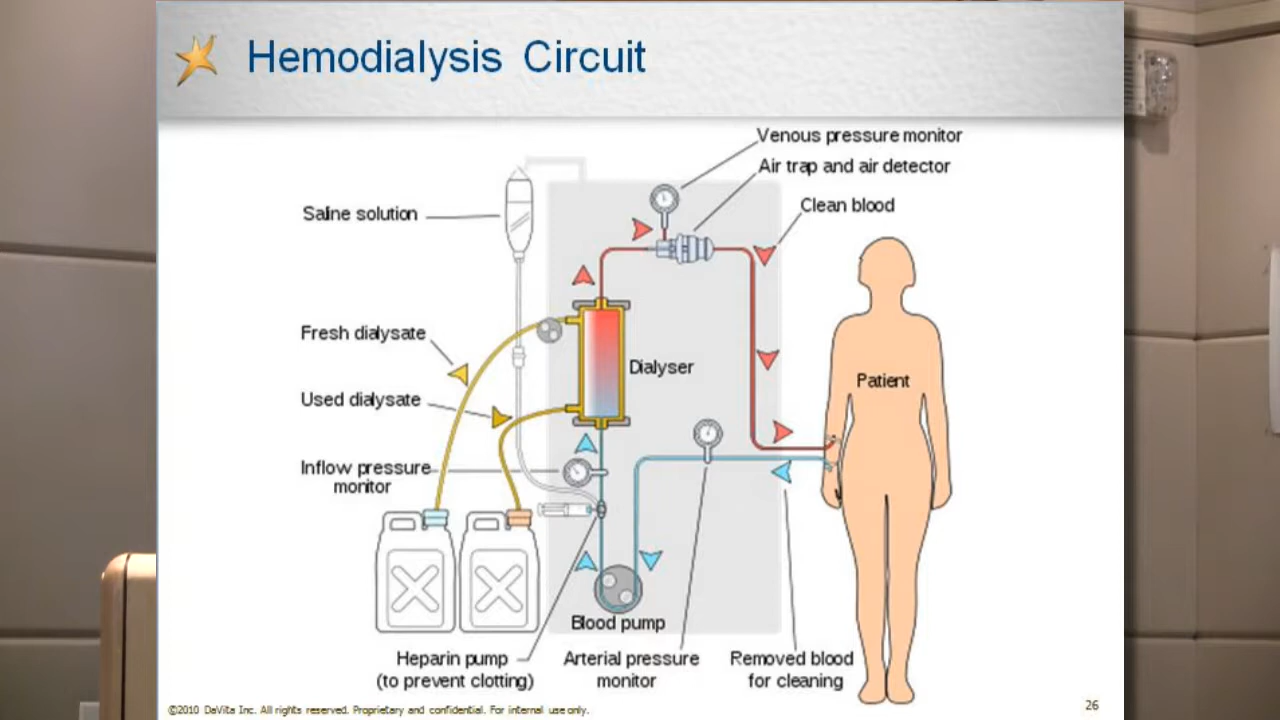 Hemodialysis Circuit
Venous pressure monitor
Air trap and air detector
Saline solution
Clean blood
Fresh dialysate
Dialyser
Patient
Used dialysate
Inflow pressure
monitor
Blood pump
Heparin pump
(to prevent clotting)
Arterial pressure
monitor
Removed blood
for cleaning
©2010 DaVita Inc. All rights reserved. Proprietary and confidential. For internal use only.
26